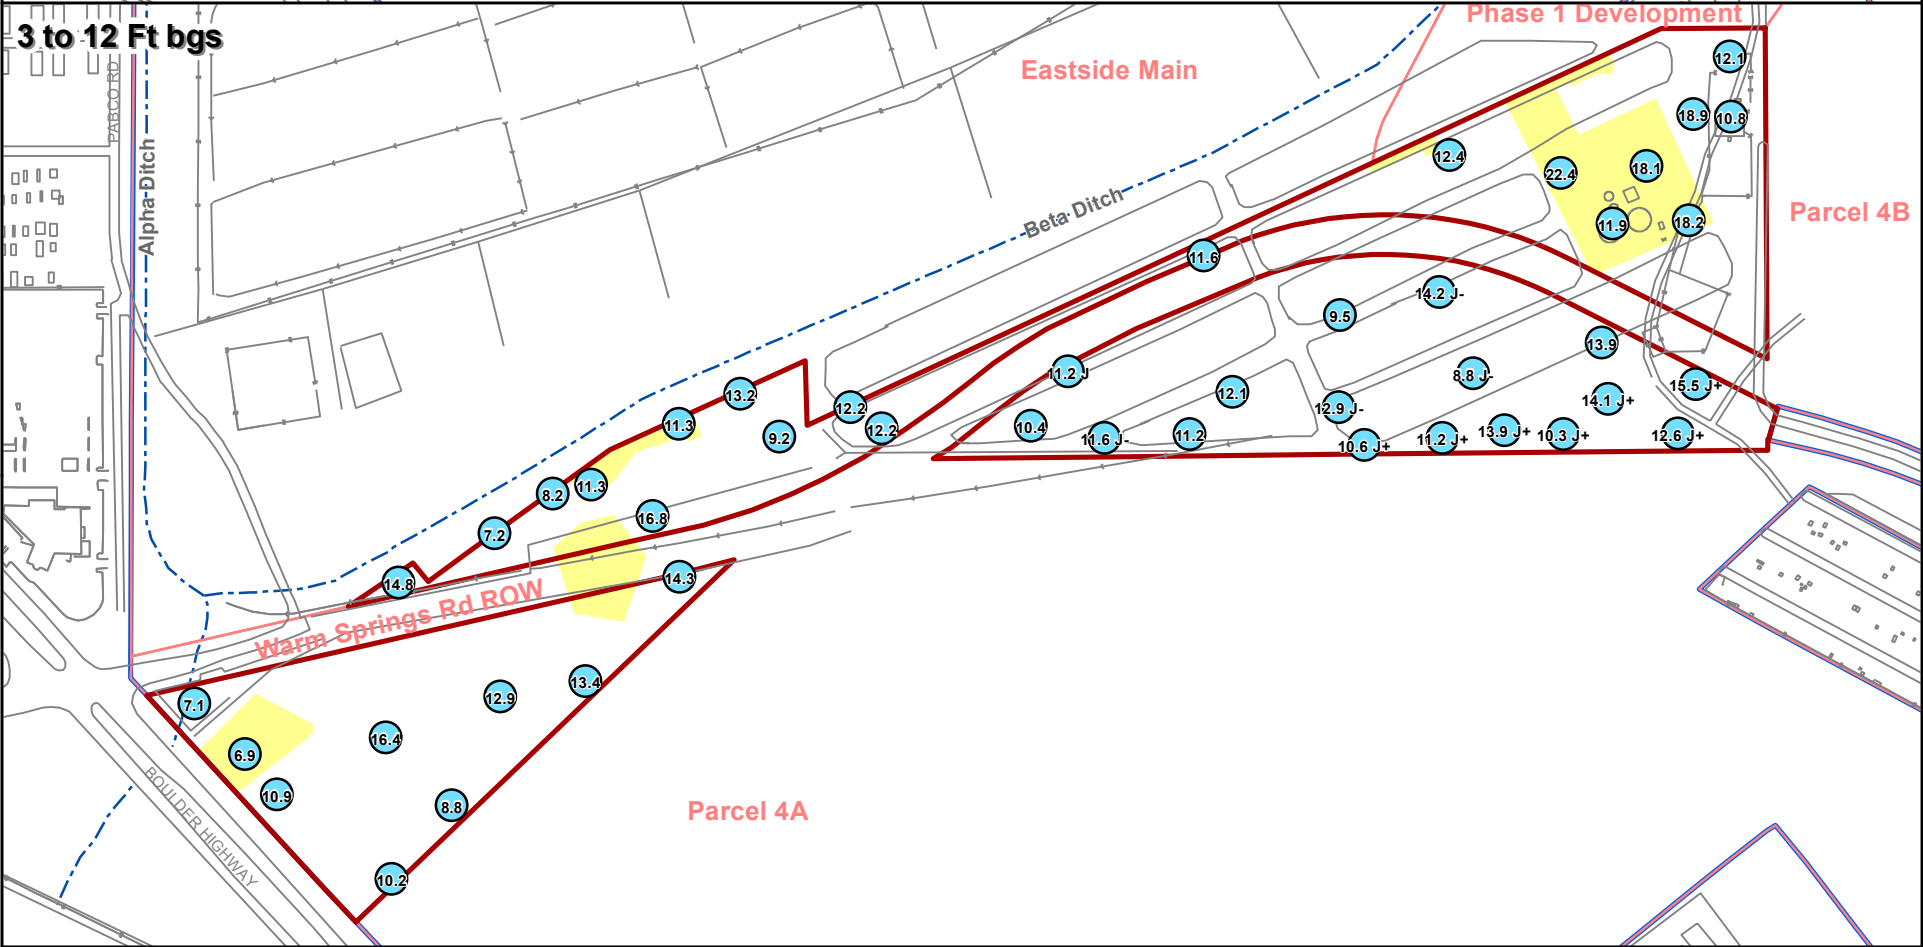 Phase 1 Development
3 to 12 Ft bgs
Eastside Main
12.1
PABCO RD
18.9
10.8
Alpha Ditch
12.4
22.4
18.1
Beta Ditch
11.9
18.2
Parcel 4B
11.6
14.2 J-
9.5
13.9
11.2 J
8.8 J-
15.5 J+
13.2
12.1
14.1 J+
12.2
12.9 J-
11.3
12.2
10.4
9.2
11.6 J-
11.2
10.6 J+
11.2 J+
13.9 J+
10.3 J+
12.6 J+
8.2
11.3
16.8
7.2
14.8
14.3
Warm Springs Rd ROW
13.4
12.9
7.1
16.4
6.9
10.9
8.8
Parcel 4A
BOULDER HIGHWAY
10.2